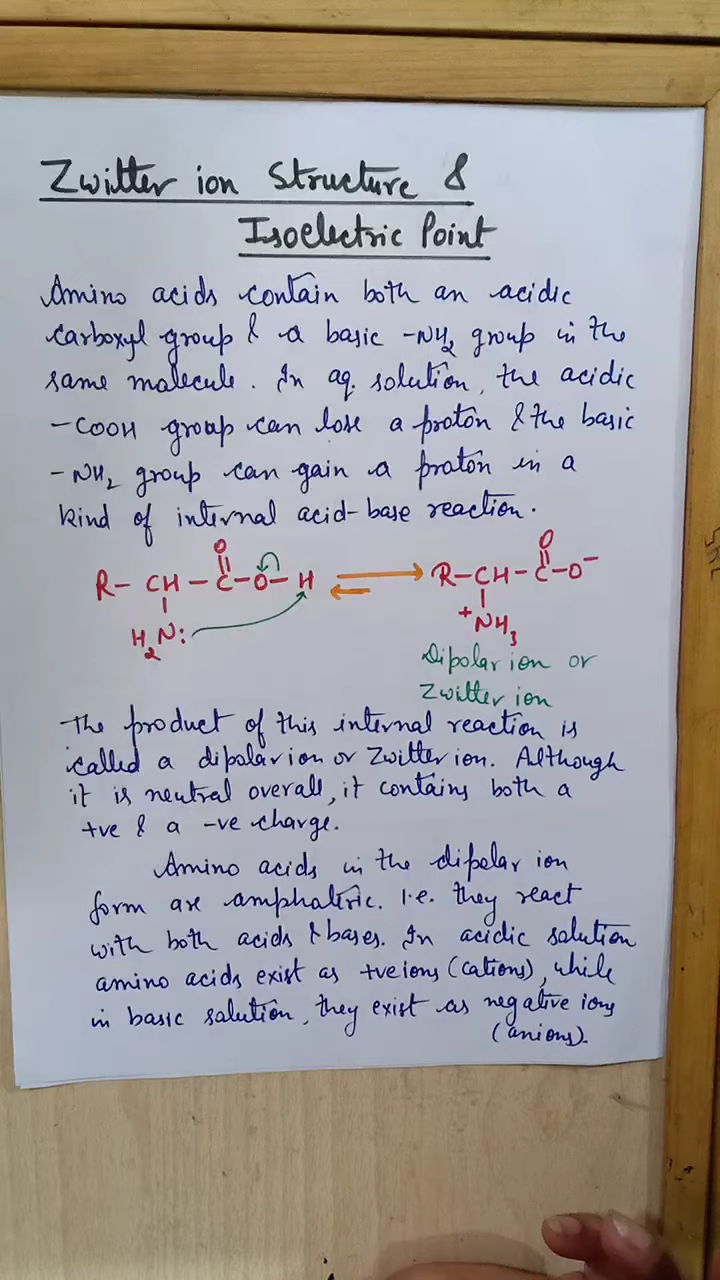 Zwitter ion Structure &
Isoelectric Point
Amino acids contain both an acidic
carboxyl group & a basic -NH2 group in the
same molecule. In aq. solution, the acidic
-COOH group can lose a proton & the basic
-NH2 group can gain a proton in a
kind of internal acid-base reaction.
O O
R- CH - C - O - H R-CH - C - O-
H2N: +NH3
Dipolar ion or
Zwitter ion
The product of this internal reaction is
called a dipolar ion or Zwitter ion. Although
it is neutral overall, it contains both a
+ve & a -ve charge.
Amino acids in the dipolar ion
form are amphateric. i.e. they react
with both acids & bases. In acidic solution
amino acids exist as +ve ions (cations), while
in basic solution, they exist as negative ions
(anions).